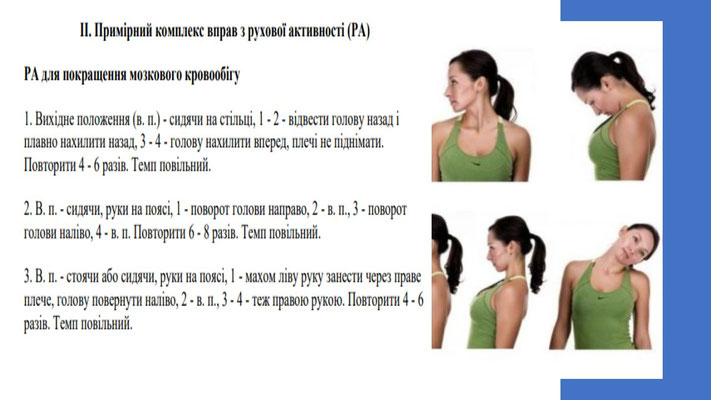 ІІ. Примірний комплекс вправ з рухової активності (РА)
РА для покращення мозкового кровообігу
1. Вихідне положення (в. п.) - сидячи на стільці, 1 - 2 - відвести голову назад і
плавно нахилити назад, 3 - 4 - голову нахилити вперед, плечі не піднімати.
Повторити 4 - 6 разів. Темп повільний.
2. В. п. - сидячи, руки на поясі, 1 - поворот голови направо, 2 - в. п., 3 - поворот
голови наліво, 4 - в. п. Повторити 6 - 8 разів. Темп повільний.
3. В. п. - стоячи або сидячи, руки на поясі, 1 - махом ліву руку занести через праве
плече, голову повернути наліво, 2 - в. п., 3 - 4 - теж правою рукою. Повторити 4 - 6
разів. Темп повільний.